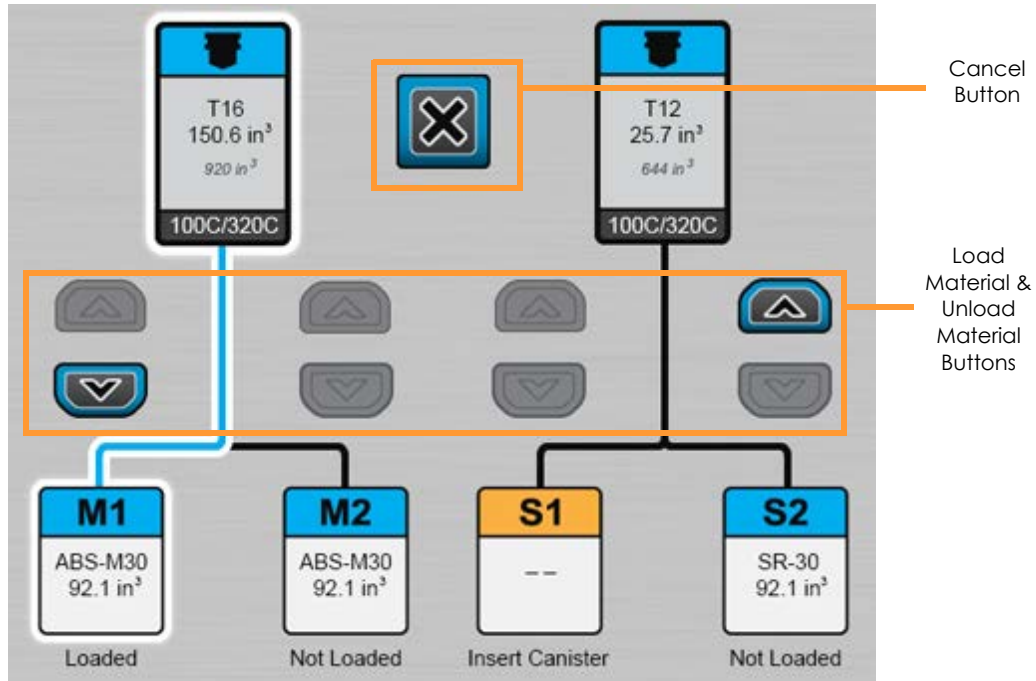 T16
150.6 in³
920 in³
100C/320C
T12
25.7 in³
644 in³
100C/320C
Cancel
Button
Load
Material &
Unload
Material
Buttons
M1
ABS-M30
92.1 in³
Loaded
M2
ABS-M30
92.1 in³
Not Loaded
S1
--
Insert Canister
S2
SR-30
92.1 in³
Not Loaded